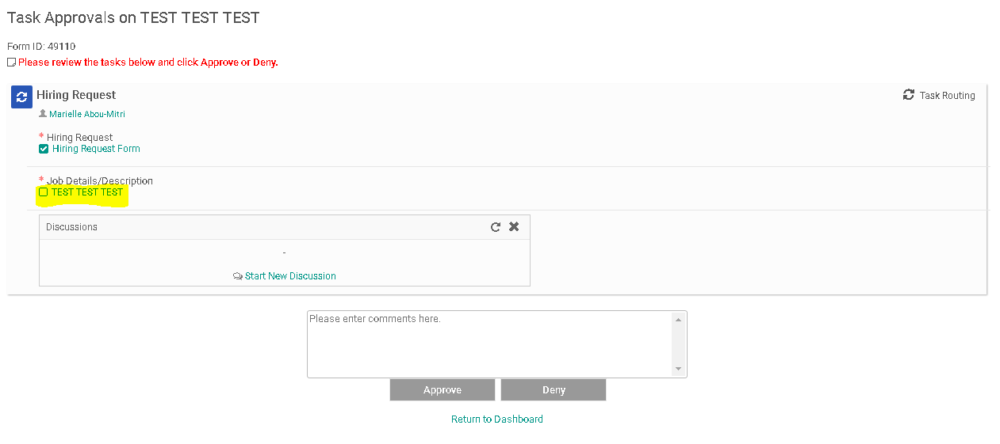 Task Approvals on TEST TEST TEST
Form ID: 49110
Please review the tasks below and click Approve or Deny.
Hiring Request
Task Routing
Marielle Abou-Mitri
* Hiring Request
Hiring Request Form
* Job Details/Description
TEST TEST TEST
Discussions
-
Start New Discussion
Please enter comments here.
Approve
Deny
Return to Dashboard